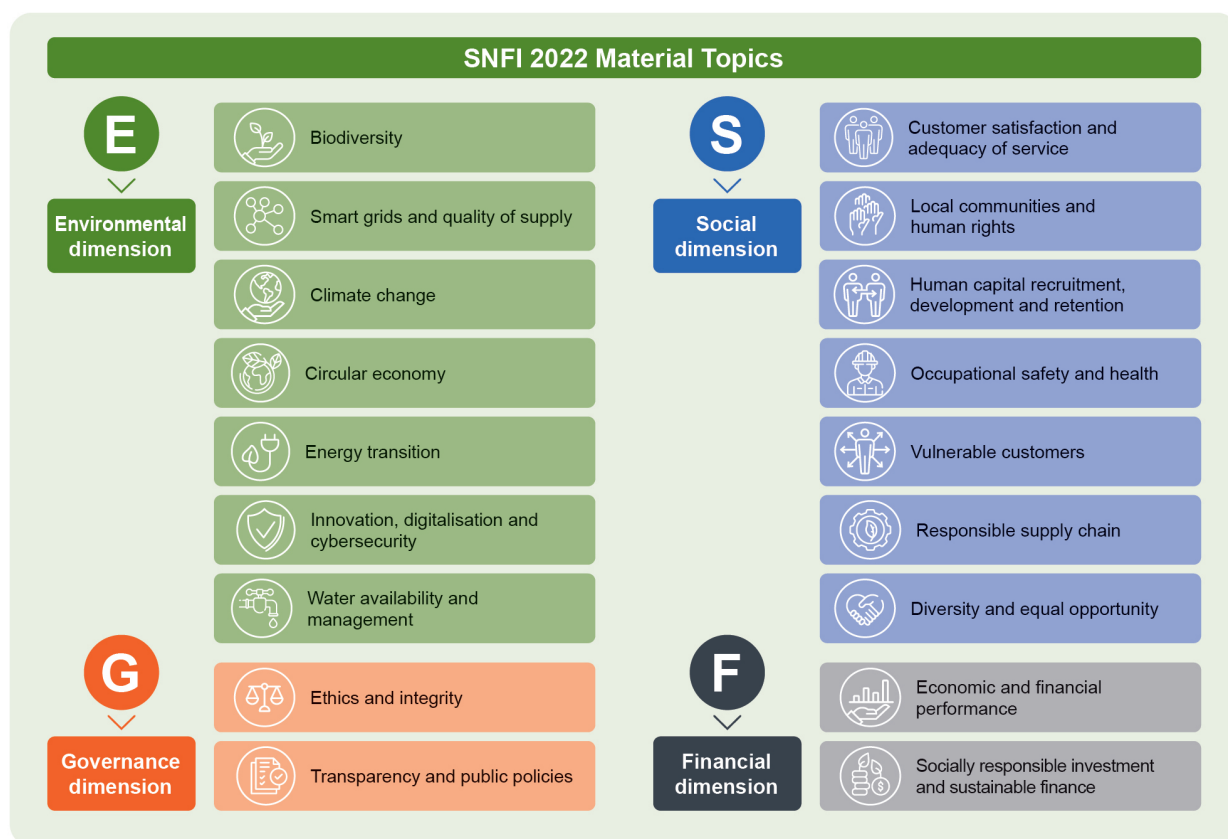 SNFI 2022 Material Topics
E
Environmental
dimension
Biodiversity
Smart grids and quality of supply
Climate change
Circular economy
Energy transition
Innovation, digitalisation and
cybersecurity
Water availability and
management
S
Social
dimension
Customer satisfaction and
adequacy of service
Local communities and
human rights
Human capital recruitment,
development and retention
Occupational safety and health
Vulnerable customers
Responsible supply chain
Diversity and equal opportunity
G
Governance
dimension
Ethics and integrity
Transparency and public policies
F
Financial
dimension
Economic and financial
performance
Socially responsible investment
and sustainable finance
$